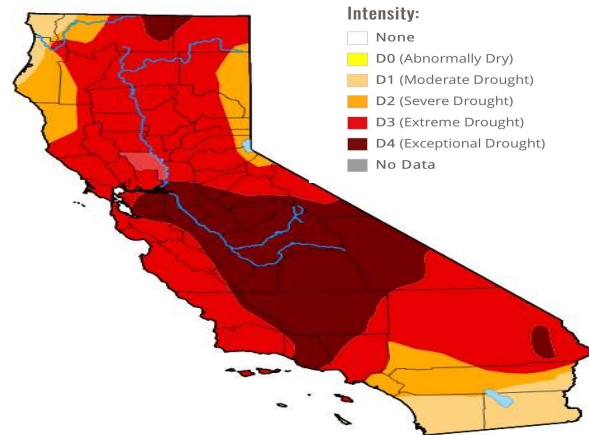 Intensity:
None
D0 (Abnormally Dry)
D1 (Moderate Drought)
D2 (Severe Drought)
D3 (Extreme Drought)
D4 (Exceptional Drought)
No Data